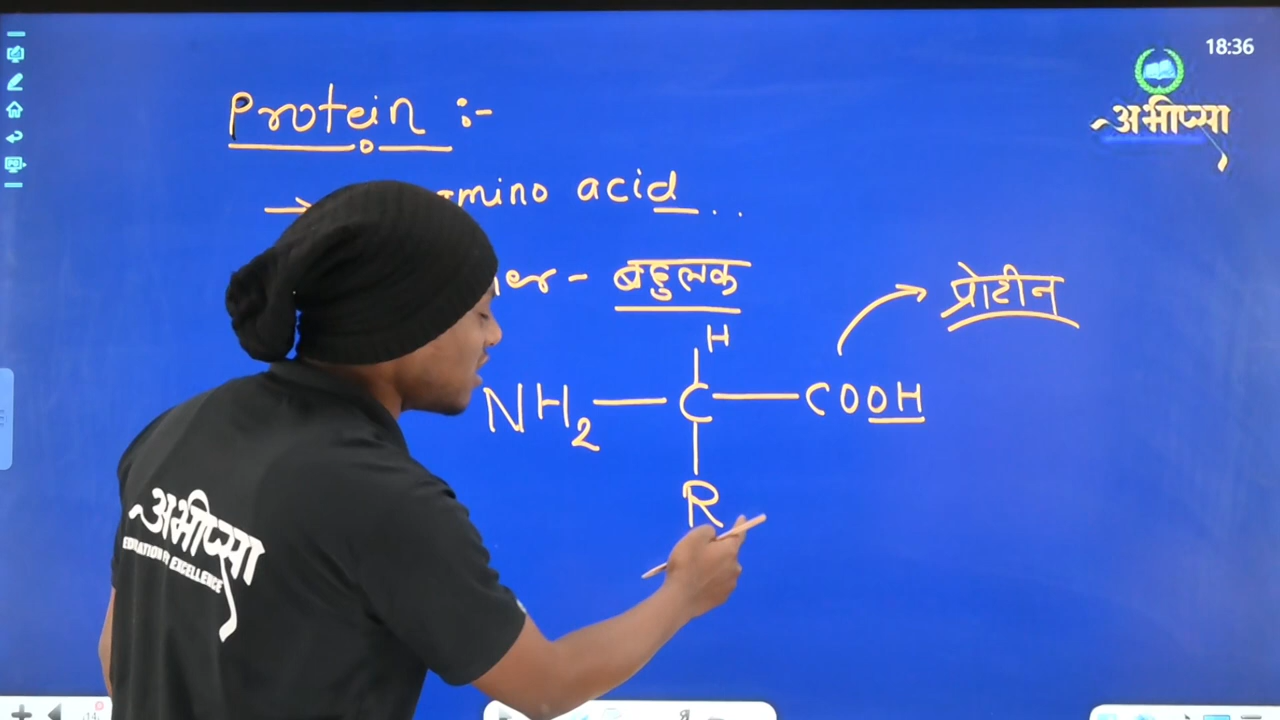 18:36
अभीप्सा
Protein :-
→ amino acid ..
- बहुलक
प्रोटीन
H
NH2 — C — COOH
R
अभीप्सा